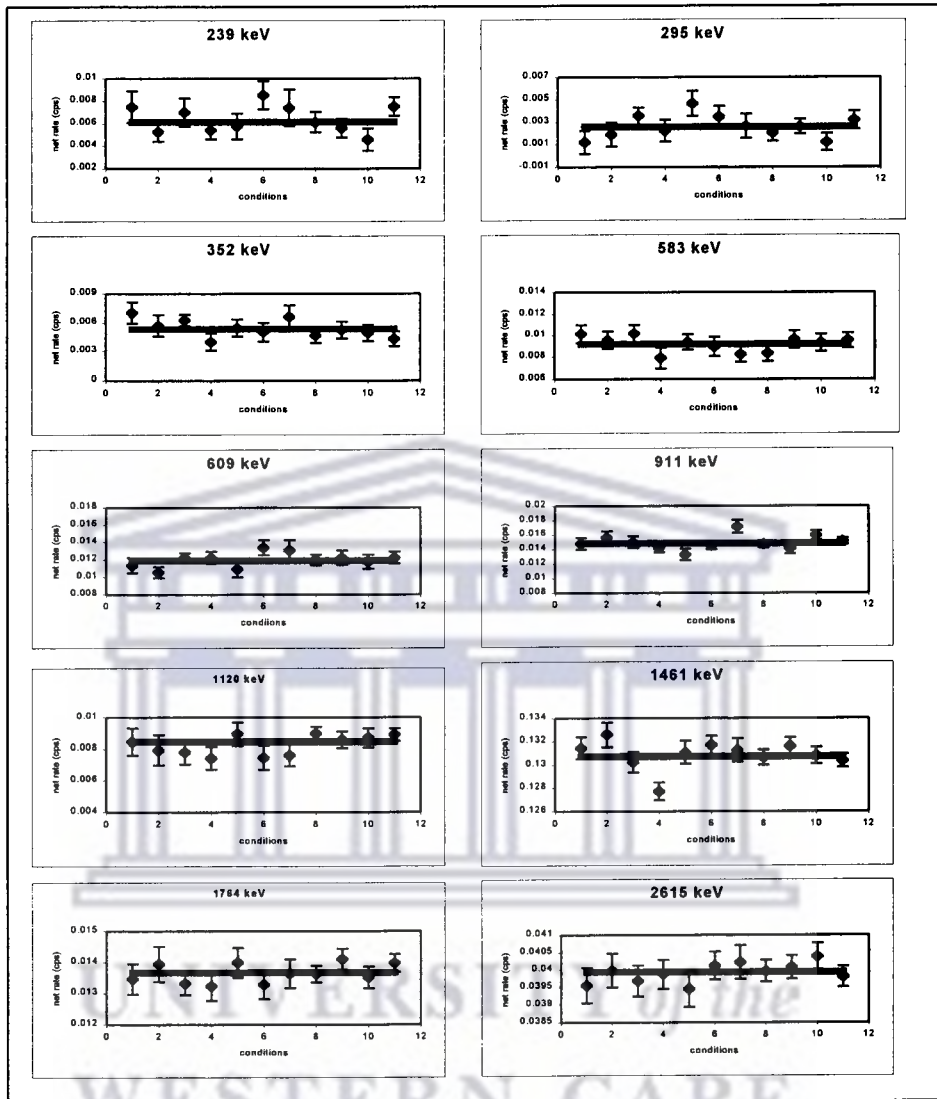 239 keV
net rate (cps)
0.01
0.008
0.006
0.004
0.002
0 2 4 6 8 10 12
conditions
295 keV
net rate (cps)
0.007
0.005
0.003
0.001
-0.001
0 2 4 6 8 10 12
conditions
352 keV
net rate (cps)
0.009
0.006
0.003
0
0 2 4 6 8 10 12
conditions
583 keV
net rate (cps)
0.014
0.01
0.008
0.006
0 2 4 6 8 10 12
conditions
609 keV
net rate (cps)
0.018
0.016
0.014
0.012
0.01
0.008
0 2 4 6 8 10 12
conditions
911 keV
net rate (cps)
0.02
0.018
0.016
0.014
0.012
0.01
0.008
0 2 4 6 8 10 12
conditions
1120 keV
net rate (cps)
0.01
0.008
0.006
0.004
0 2 4 6 8 10 12
conditions
1461 keV
net rate (cps)
0.134
0.132
0.13
0.128
0.126
0 2 4 6 8 10 12
conditions
1764 keV
net rate (cps)
0.015
0.014
0.013
0.012
0 2 4 6 8 10 12
conditions
2615 keV
net rate (cps)
0.041
0.0405
0.04
0.0395
0.039
0.0385
0 2 4 6 8 10 12
conditions
UNIVERSITY of the
WESTERN CAPE